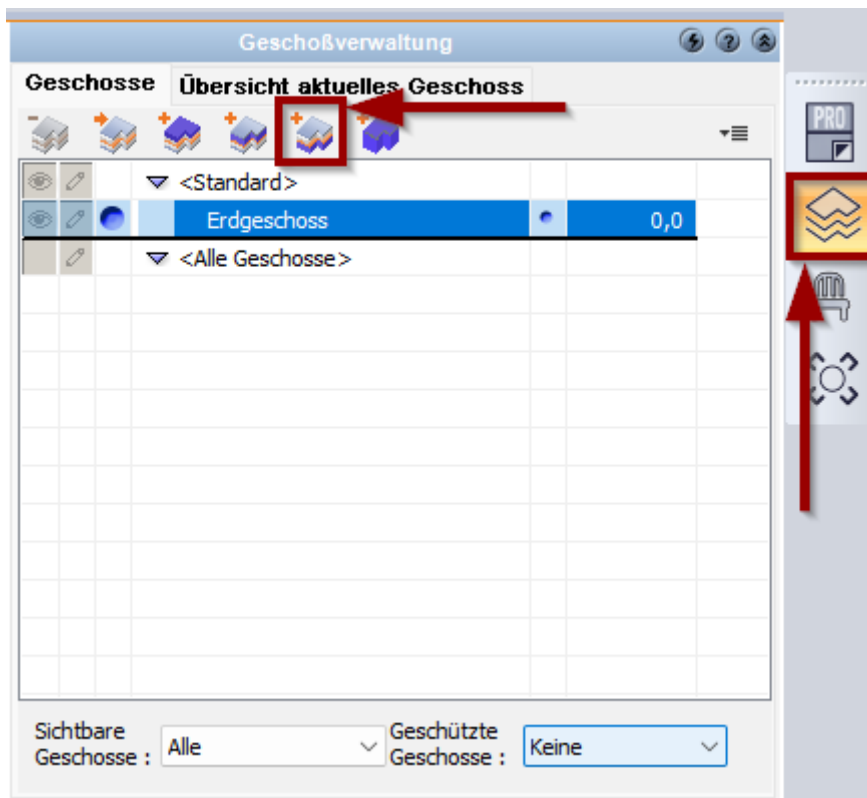 Geschoßverwaltung
Geschosse Übersicht aktuelles Geschoss
PRO
<Standard>
Erdgeschoss 0,0
<Alle Geschosse>
Sichtbare Geschosse : Alle
Geschützte Geschosse : Keine